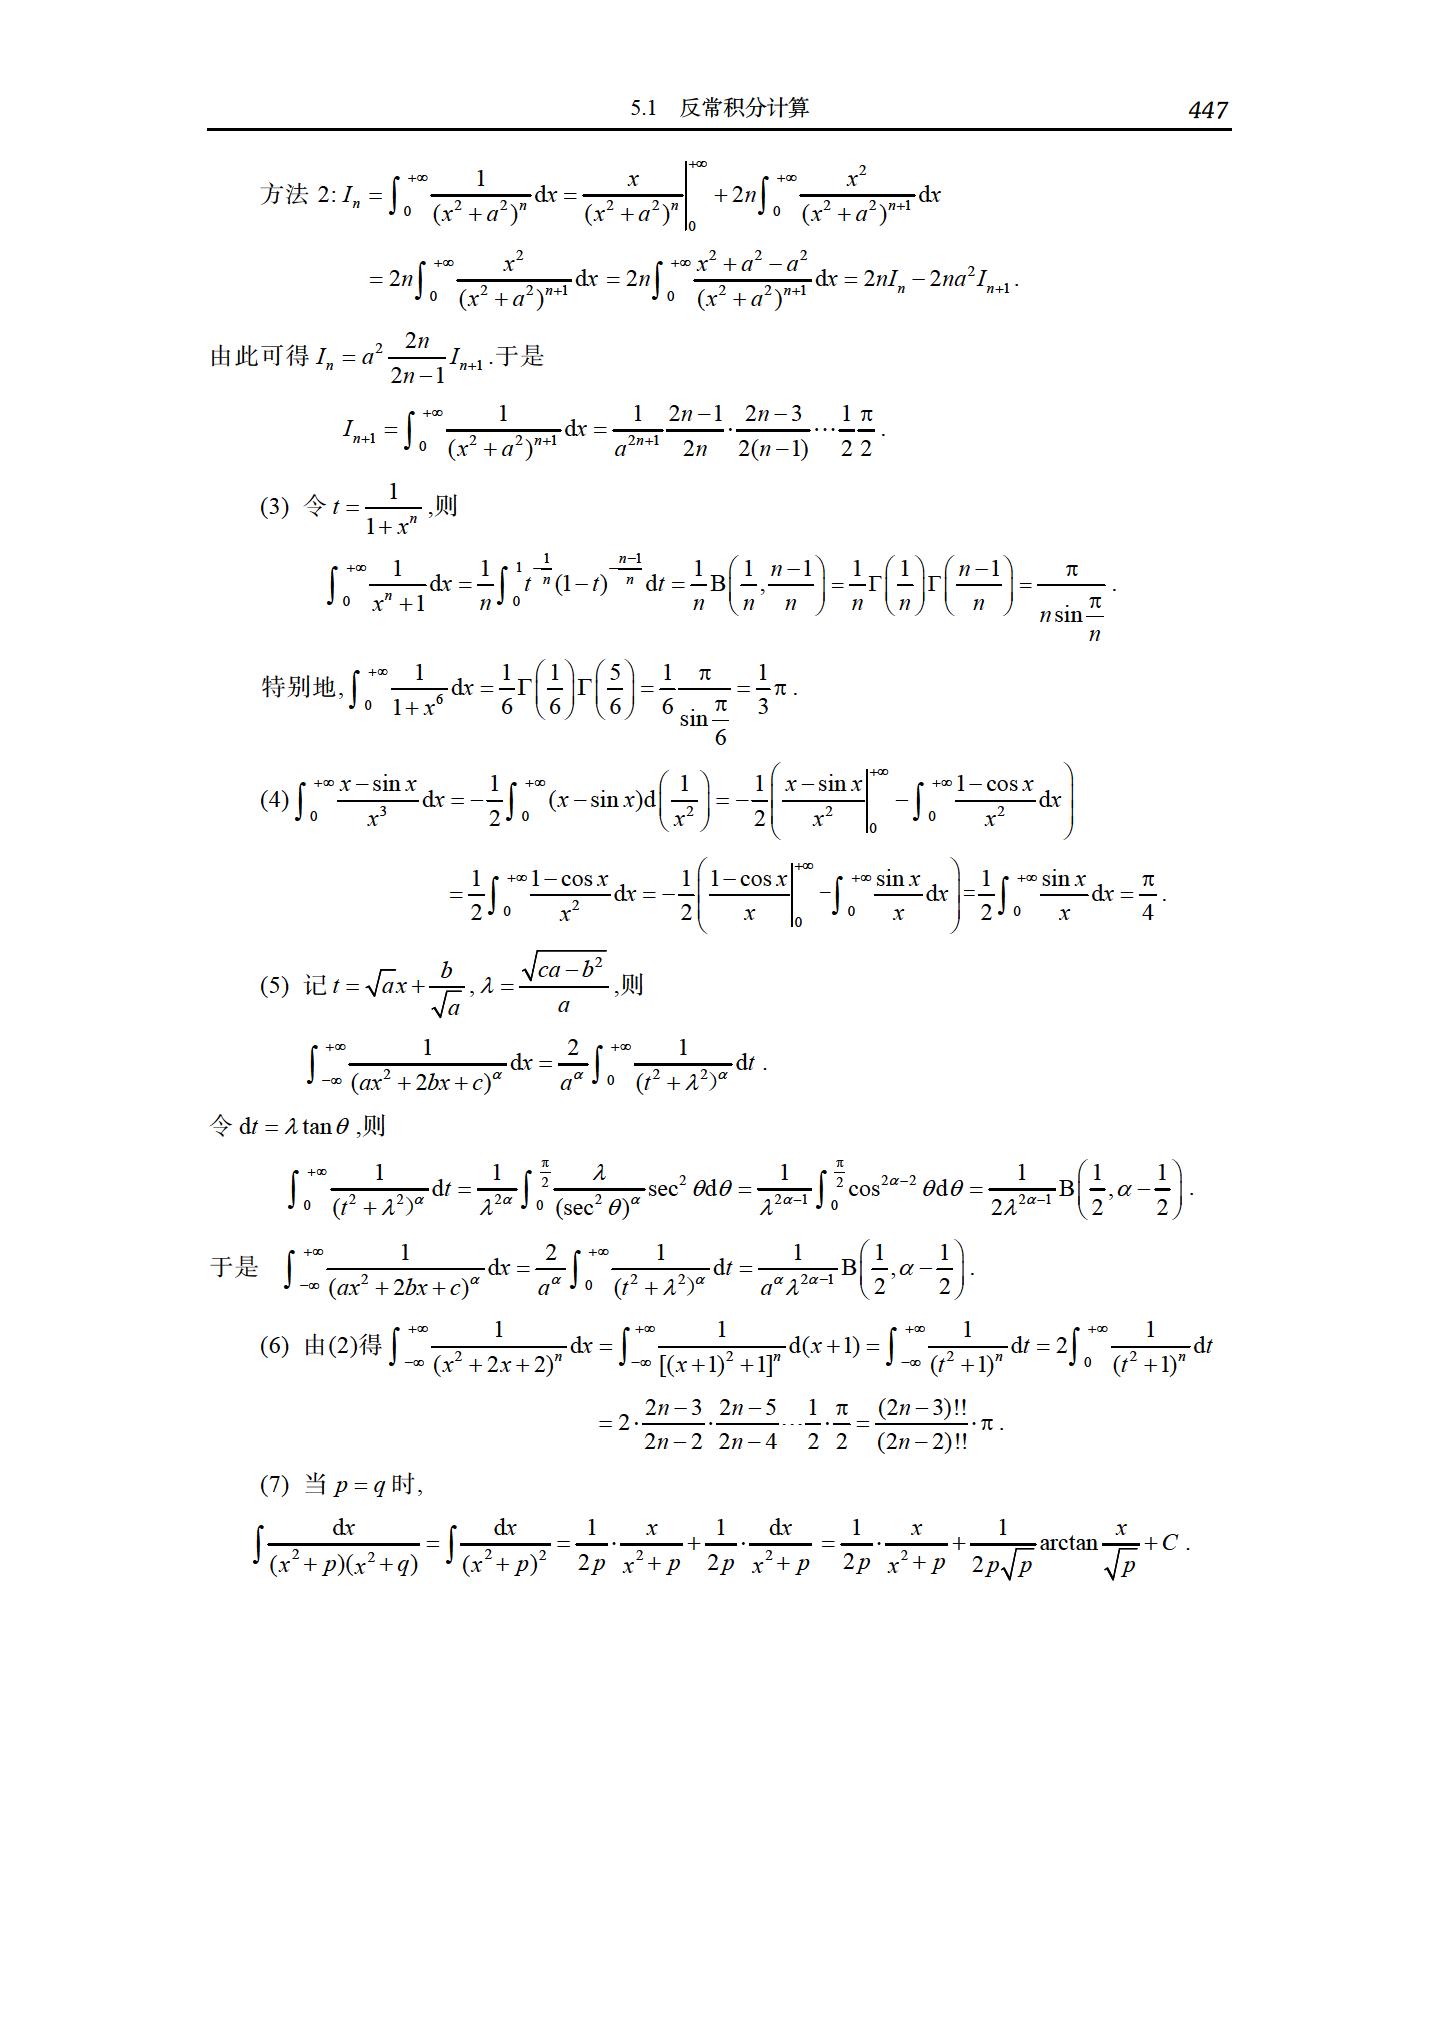 5.1 反常积分计算 447
方法 2: $I_n = \int_0^{+\infty} \frac{1}{(x^2+a^2)^n}\mathrm{d}x = \left.\frac{x}{(x^2+a^2)^n}\right|_0^{+\infty} + 2n\int_0^{+\infty} \frac{x^2}{(x^2+a^2)^{n+1}}\mathrm{d}x$
$= 2n\int_0^{+\infty} \frac{x^2}{(x^2+a^2)^{n+1}}\mathrm{d}x = 2n\int_0^{+\infty} \frac{x^2+a^2-a^2}{(x^2+a^2)^{n+1}}\mathrm{d}x = 2nI_n - 2na^2I_{n+1}.$
由此可得 $I_n = a^2\frac{2n}{2n-1}I_{n+1}$.于是
$I_{n+1} = \int_0^{+\infty} \frac{1}{(x^2+a^2)^{n+1}}\mathrm{d}x = \frac{1}{a^{2n+1}}\frac{2n-1}{2n}\cdot\frac{2n-3}{2(n-1)}\cdots\frac{1}{2}\frac{\pi}{2}.$
(3) 令 $t = \frac{1}{1+x^n}$,则
$\int_0^{+\infty} \frac{1}{x^n+1}\mathrm{d}x = \frac{1}{n}\int_0^1 t^{-\frac{1}{n}}(1-t)^{-\frac{n-1}{n}}\mathrm{d}t = \frac{1}{n}\mathrm{B}\left(\frac{1}{n},\frac{n-1}{n}\right) = \frac{1}{n}\Gamma\left(\frac{1}{n}\right)\Gamma\left(\frac{n-1}{n}\right) = \frac{\pi}{n\sin\frac{\pi}{n}}.$
特别地, $\int_0^{+\infty} \frac{1}{1+x^6}\mathrm{d}x = \frac{1}{6}\Gamma\left(\frac{1}{6}\right)\Gamma\left(\frac{5}{6}\right) = \frac{1}{6}\frac{\pi}{\sin\frac{\pi}{6}} = \frac{1}{3}\pi.$
(4) $\int_0^{+\infty} \frac{x-\sin x}{x^3}\mathrm{d}x = -\frac{1}{2}\int_0^{+\infty}(x-\sin x)\mathrm{d}\left(\frac{1}{x^2}\right) = -\frac{1}{2}\left(\left.\frac{x-\sin x}{x^2}\right|_0^{+\infty} - \int_0^{+\infty}\frac{1-\cos x}{x^2}\mathrm{d}x\right)$
$= \frac{1}{2}\int_0^{+\infty}\frac{1-\cos x}{x^2}\mathrm{d}x = -\frac{1}{2}\left(\left.\frac{1-\cos x}{x}\right|_0^{+\infty} - \int_0^{+\infty}\frac{\sin x}{x}\mathrm{d}x\right) = \frac{1}{2}\int_0^{+\infty}\frac{\sin x}{x}\mathrm{d}x = \frac{\pi}{4}.$
(5) 记 $t = \sqrt{a}x + \frac{b}{\sqrt{a}}, \lambda = \frac{\sqrt{ca-b^2}}{a}$,则
$\int_{-\infty}^{+\infty} \frac{1}{(ax^2+2bx+c)^\alpha}\mathrm{d}x = \frac{2}{a^\alpha}\int_0^{+\infty}\frac{1}{(t^2+\lambda^2)^\alpha}\mathrm{d}t.$
令 $\mathrm{d}t = \lambda\tan\theta$ ,则
$\int_0^{+\infty}\frac{1}{(t^2+\lambda^2)^\alpha}\mathrm{d}t = \frac{1}{\lambda^{2\alpha}}\int_0^{\frac{\pi}{2}}\frac{\lambda}{(\sec^2\theta)^\alpha}\sec^2\theta\mathrm{d}\theta = \frac{1}{\lambda^{2\alpha-1}}\int_0^{\frac{\pi}{2}}\cos^{2\alpha-2}\theta\mathrm{d}\theta = \frac{1}{2\lambda^{2\alpha-1}}\mathrm{B}\left(\frac{1}{2},\alpha-\frac{1}{2}\right).$
于是 $\int_{-\infty}^{+\infty}\frac{1}{(ax^2+2bx+c)^\alpha}\mathrm{d}x = \frac{2}{a^\alpha}\int_0^{+\infty}\frac{1}{(t^2+\lambda^2)^\alpha}\mathrm{d}t = \frac{1}{a^\alpha\lambda^{2\alpha-1}}\mathrm{B}\left(\frac{1}{2},\alpha-\frac{1}{2}\right).$
(6) 由(2)得 $\int_{-\infty}^{+\infty}\frac{1}{(x^2+2x+2)^n}\mathrm{d}x = \int_{-\infty}^{+\infty}\frac{1}{[(x+1)^2+1]^n}\mathrm{d}(x+1) = \int_{-\infty}^{+\infty}\frac{1}{(t^2+1)^n}\mathrm{d}t = 2\int_0^{+\infty}\frac{1}{(t^2+1)^n}\mathrm{d}t$
$= 2\cdot\frac{2n-3}{2n-2}\cdot\frac{2n-5}{2n-4}\cdots\frac{1}{2}\cdot\frac{\pi}{2} = \frac{(2n-3)!!}{(2n-2)!!}\cdot\pi.$
(7) 当 $p = q$ 时,
$\int\frac{\mathrm{d}x}{(x^2+p)(x^2+q)} = \int\frac{\mathrm{d}x}{(x^2+p)^2} = \frac{1}{2p}\cdot\frac{x}{x^2+p} + \frac{1}{2p}\cdot\frac{\mathrm{d}x}{x^2+p} = \frac{1}{2p}\cdot\frac{x}{x^2+p} + \frac{1}{2p\sqrt{p}}\arctan\frac{x}{\sqrt{p}} + C.$